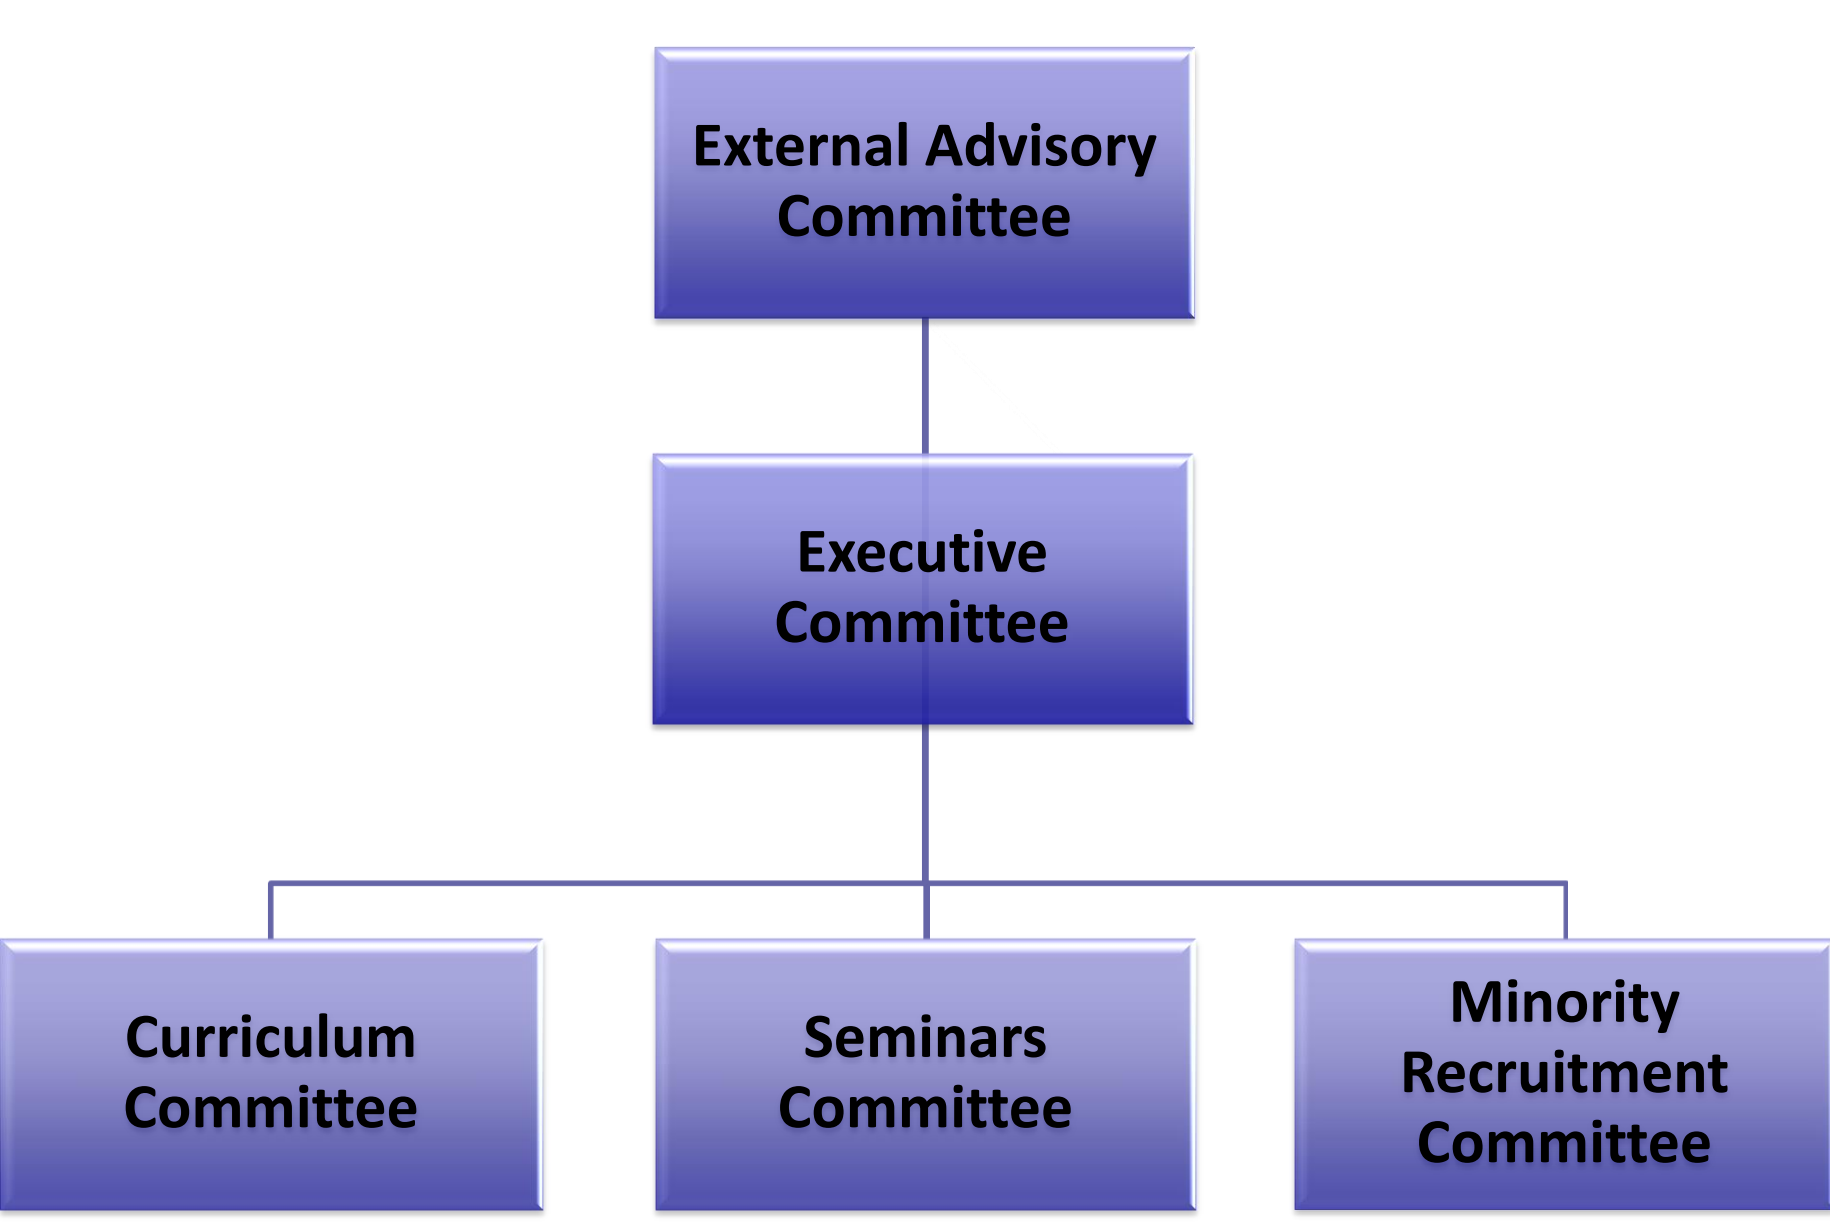 External Advisory
Committee
Executive
Committee
Curriculum
Committee
Seminars
Committee
Minority
Recruitment
Committee